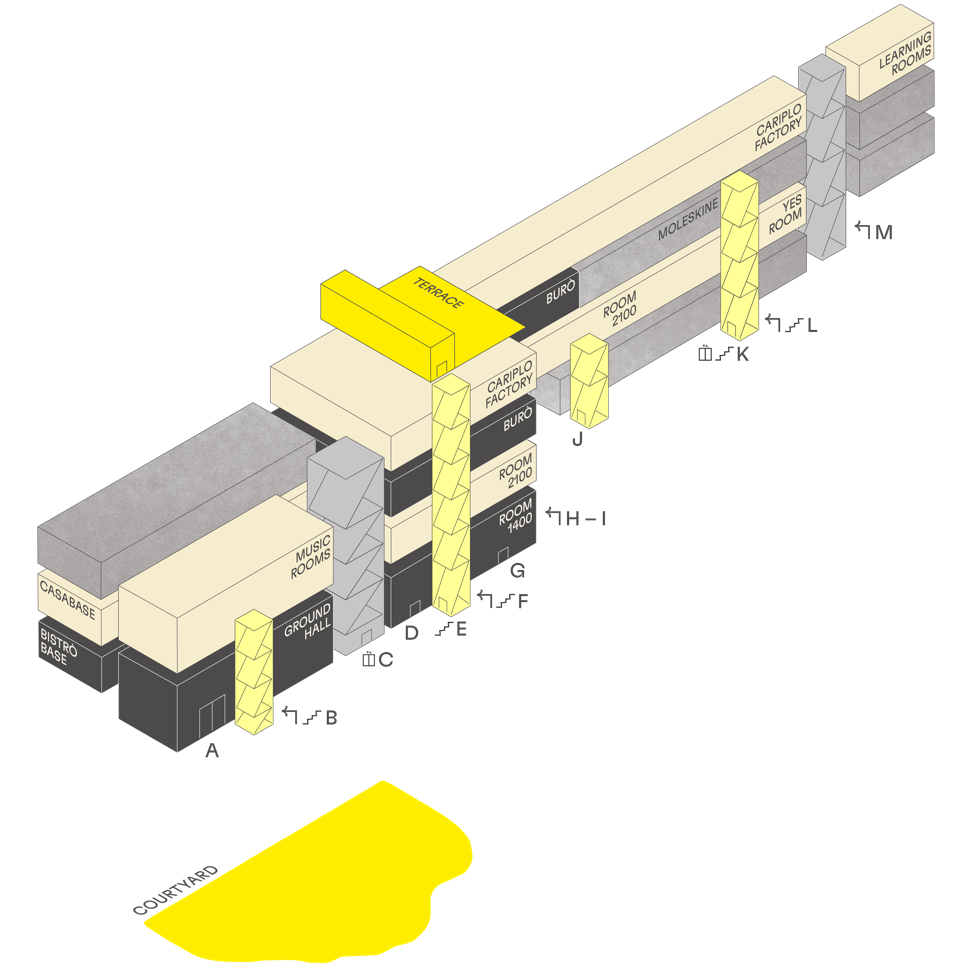 LEARNING
ROOMS
CARIPLO
FACTORY
YES
ROOM
MOLESKINE
M
TERRACE
BURÒ
ROOM
2100
L
K
CARIPLO
FACTORY
BURÒ
J
ROOM
2100
ROOM
1400
H – I
MUSIC
ROOMS
G
CASABASE
GROUND
HALL
F
D
E
BISTRÒ
BASE
C
B
A
COURTYARD